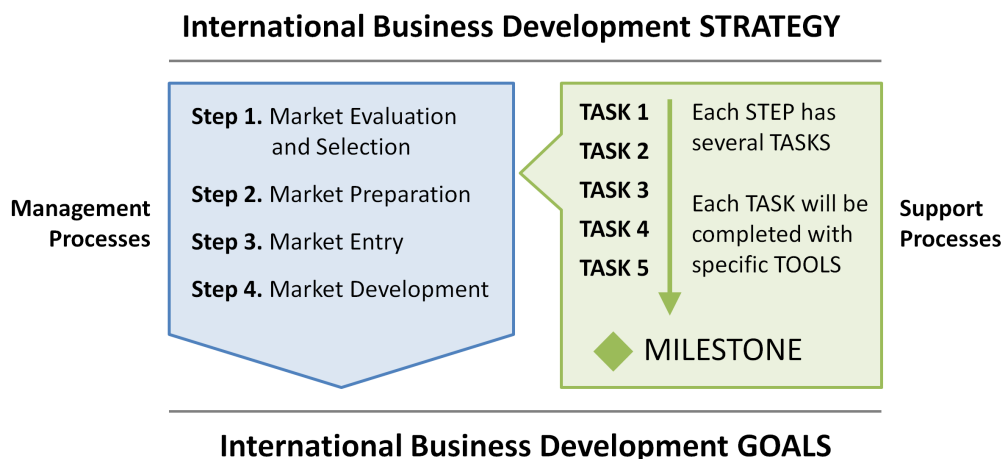 International Business Development STRATEGY
Management
Processes
Step 1. Market Evaluation
and Selection
Step 2. Market Preparation
Step 3. Market Entry
Step 4. Market Development
TASK 1
TASK 2
TASK 3
TASK 4
TASK 5
Each STEP has
several TASKS
Each TASK will be
completed with
specific TOOLS
MILESTONE
Support
Processes
International Business Development GOALS